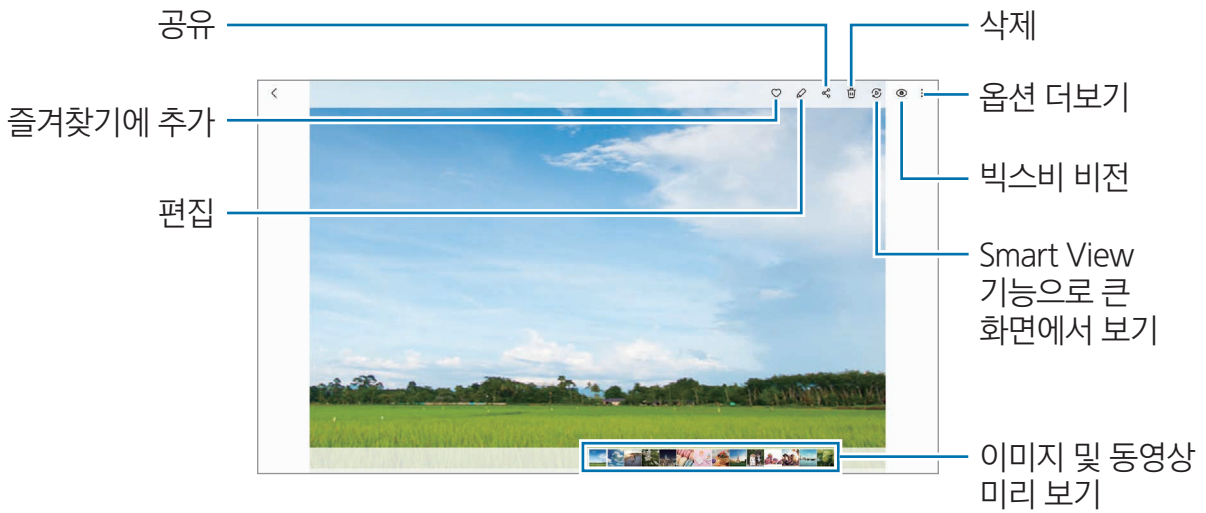 공유
삭제
즐겨찾기에 추가
옵션 더보기
편집
빅스비 비전
Smart View
기능으로 큰
화면에서 보기
이미지 및 동영상
미리 보기